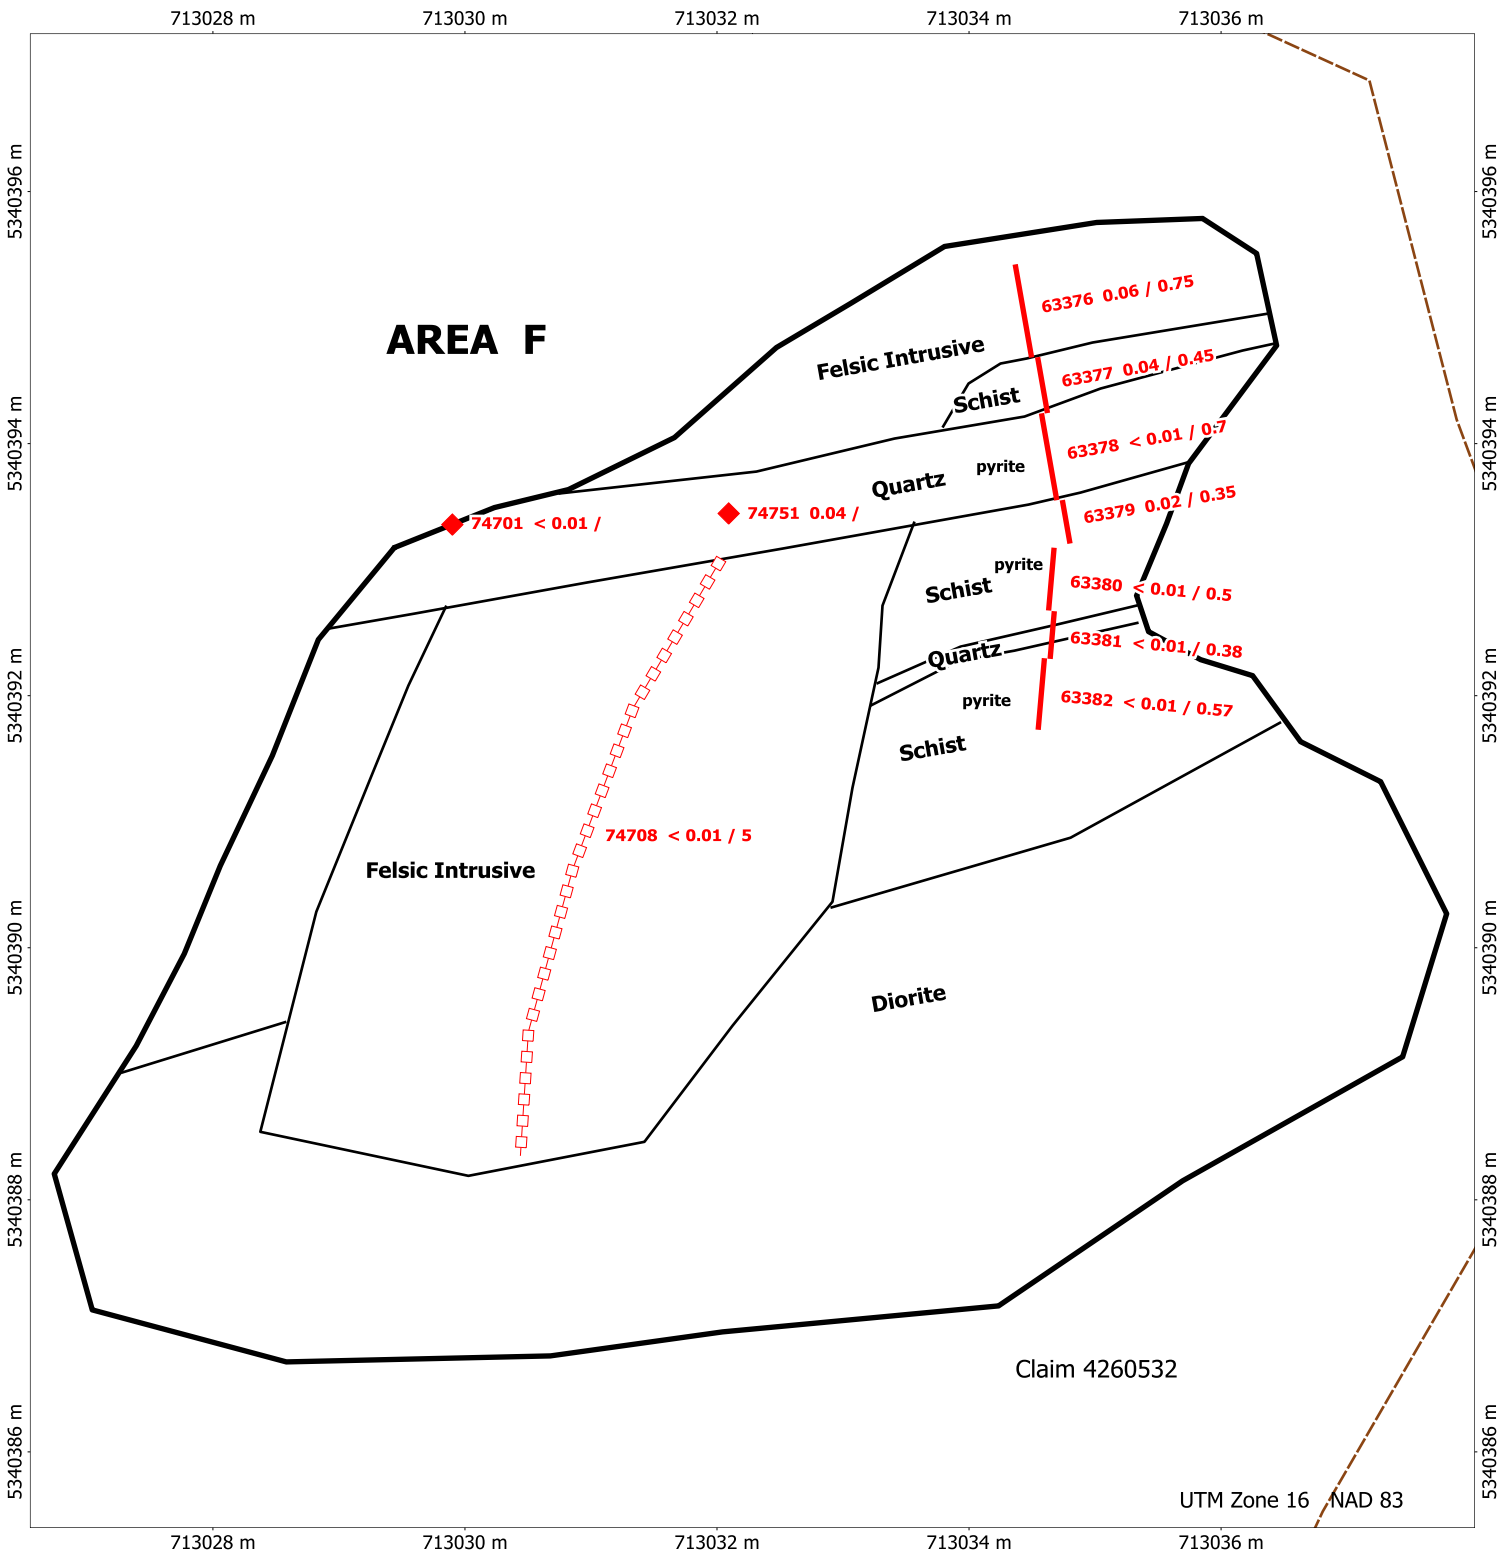 713028 m 713030 m 713032 m 713034 m 713036 m
5340396 m 5340396 m
63376 0.06 / 0.75
AREA F
Felsic Intrusive
63377 0.04 / 0.45
Schist
5340394 m 5340394 m
63378 < 0.01 / 0.7
pyrite
Quartz
63379 0.02 / 0.35
74701 < 0.01 /
74751 0.04 /
pyrite
Schist
63380 < 0.01 / 0.5
63381 < 0.01 / 0.38
Quartz
5340392 m 5340392 m
pyrite
63382 < 0.01 / 0.57
Schist
74708 < 0.01 / 5
Felsic Intrusive
5340390 m 5340390 m
Diorite
5340388 m 5340388 m
Claim 4260532
5340386 m 5340386 m
UTM Zone 16 NAD 83
713028 m 713030 m 713032 m 713034 m 713036 m